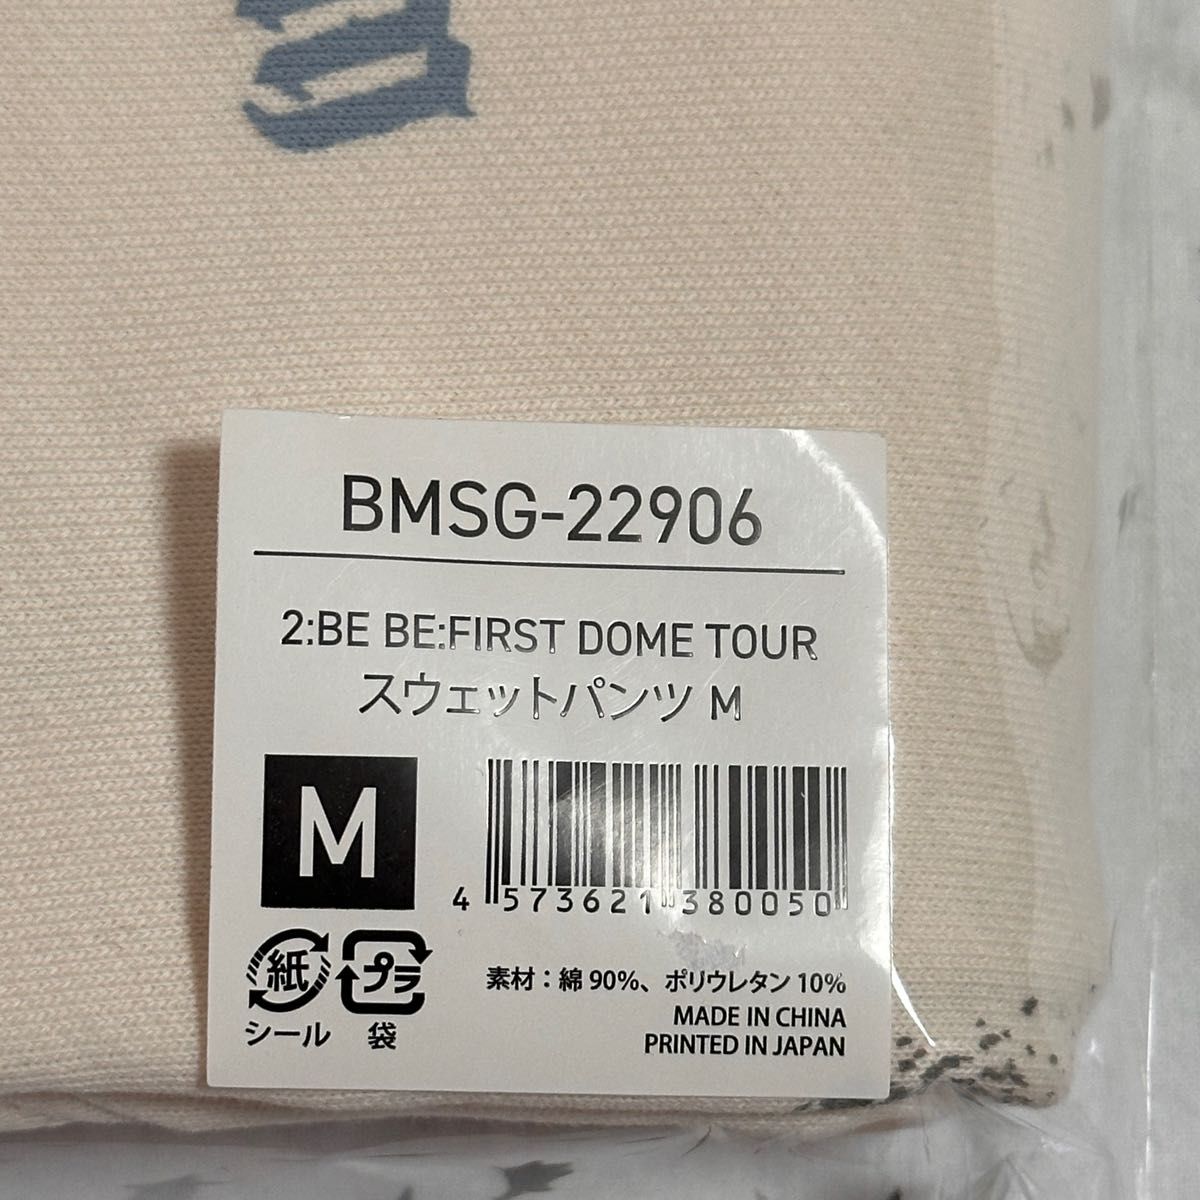 BMSG-22906
2:BE BE:FIRST DOME TOUR
スウェットパンツ M
M
4 573621 380050
紙
シール
プラ
袋
素材：綿 90%、ポリウレタン 10%
MADE IN CHINA
PRINTED IN JAPAN